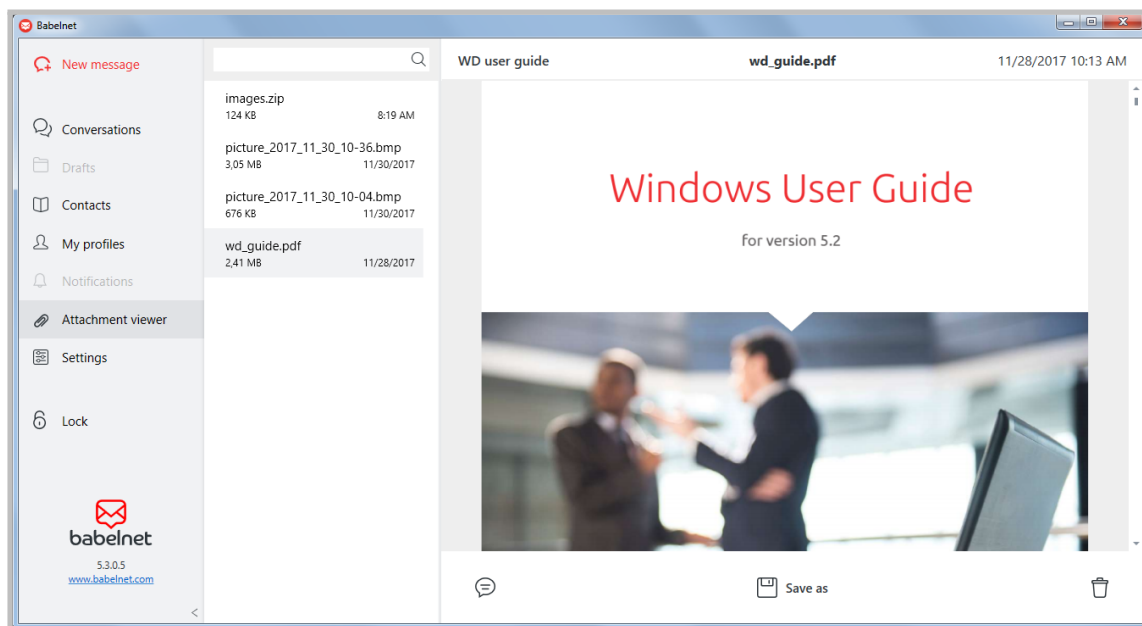 Babelnet
New message
Conversations
Drafts
Contacts
My profiles
Notifications
Attachment viewer
Settings
Lock
babelnet
5.3.0.5
www.babelnet.com
<
images.zip
124 KB 8:19 AM
picture_2017_11_30_10-36.bmp
3,05 MB 11/30/2017
picture_2017_11_30_10-04.bmp
676 KB 11/30/2017
wd_guide.pdf
2,41 MB 11/28/2017
WD user guide wd_guide.pdf 11/28/2017 10:13 AM
Windows User Guide
for version 5.2
Save as